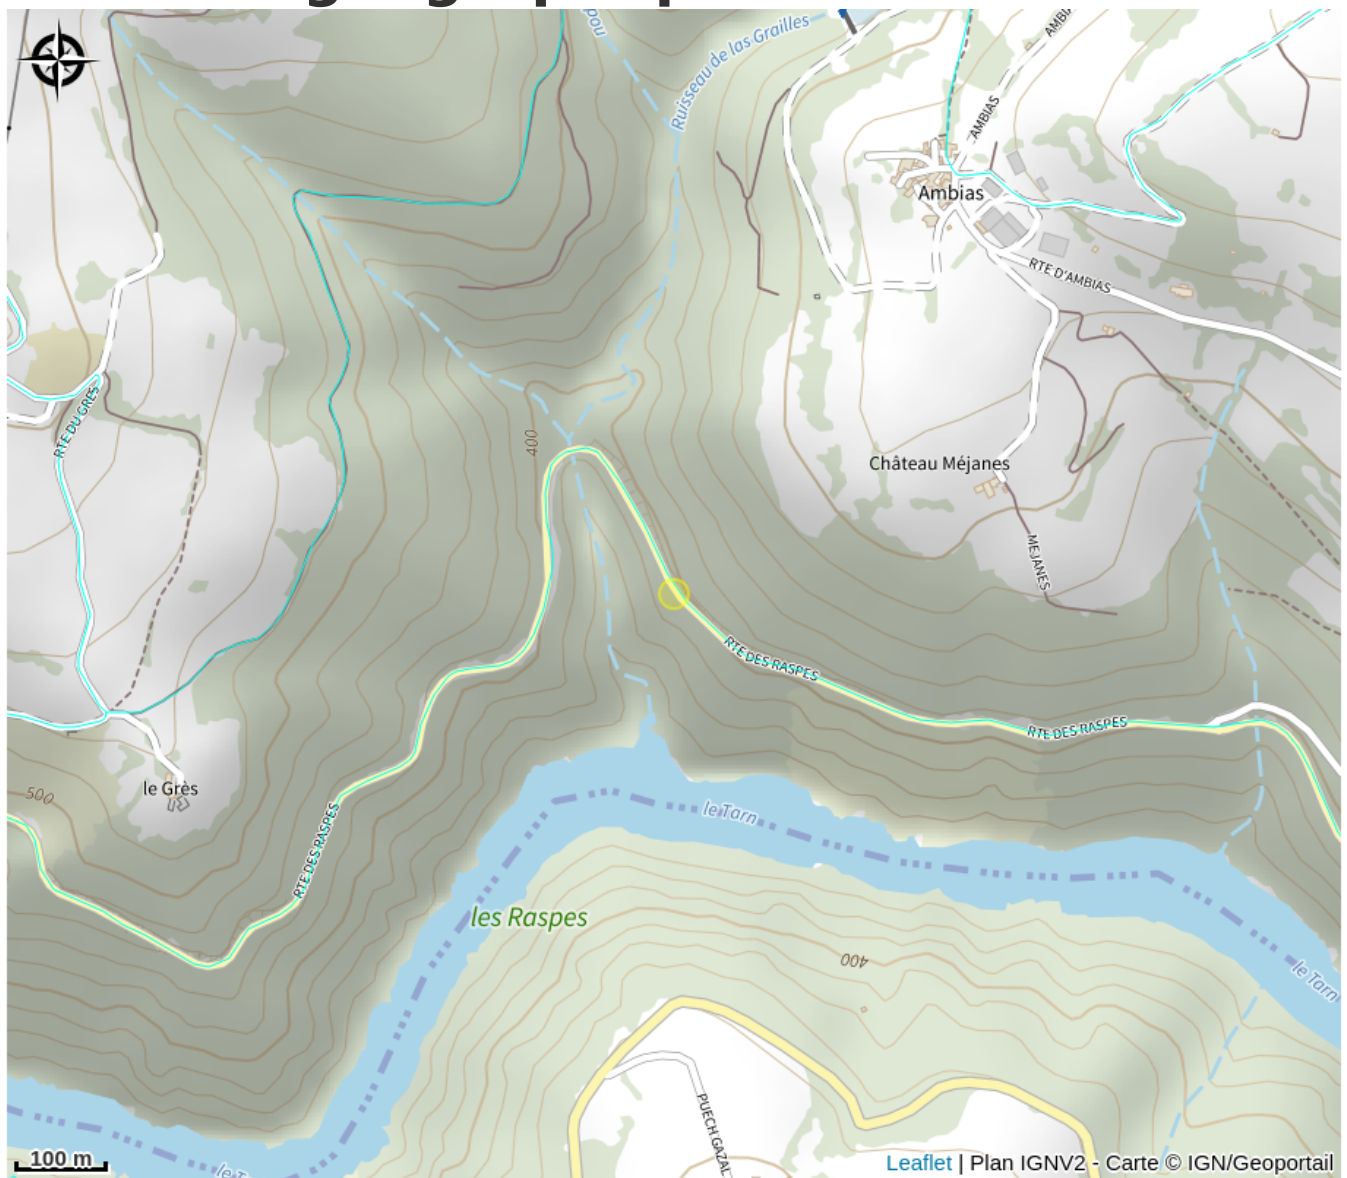 Ruisseau de las Grailles
AMBIAS
Ambias
RTE D'AMBIAS
RTE DU GRES
400
Château Méjanes
MEJANES
RTE DES RASPES
RTE DES RASPES
le Grès
500
RTE DES RASPES
le Tarn
les Raspes
400
le Tarn
PUECH GAZAL
100 m
Leaflet | Plan IGNV2 - Carte © IGN/Geoportail